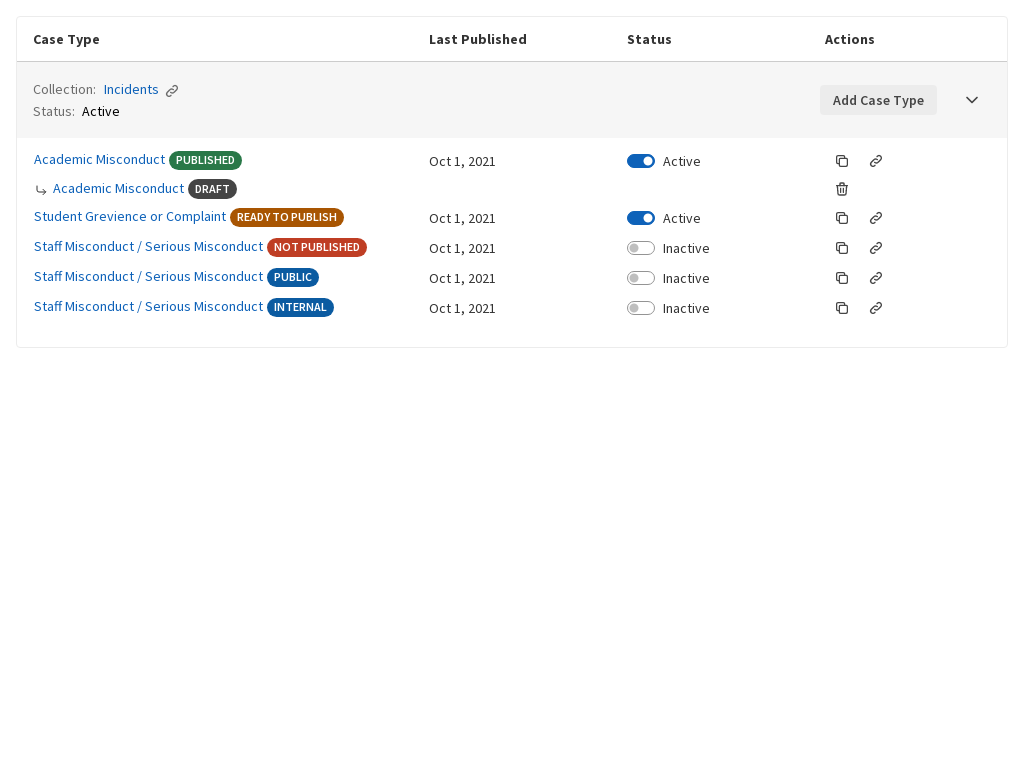 Case Type Last Published Status Actions
Collection: Incidents
Status: Active
Add Case Type
Academic Misconduct PUBLISHED Oct 1, 2021 Active
Academic Misconduct DRAFT
Student Grevience or Complaint READY TO PUBLISH Oct 1, 2021 Active
Staff Misconduct / Serious Misconduct NOT PUBLISHED Oct 1, 2021 Inactive
Staff Misconduct / Serious Misconduct PUBLIC Oct 1, 2021 Inactive
Staff Misconduct / Serious Misconduct INTERNAL Oct 1, 2021 Inactive